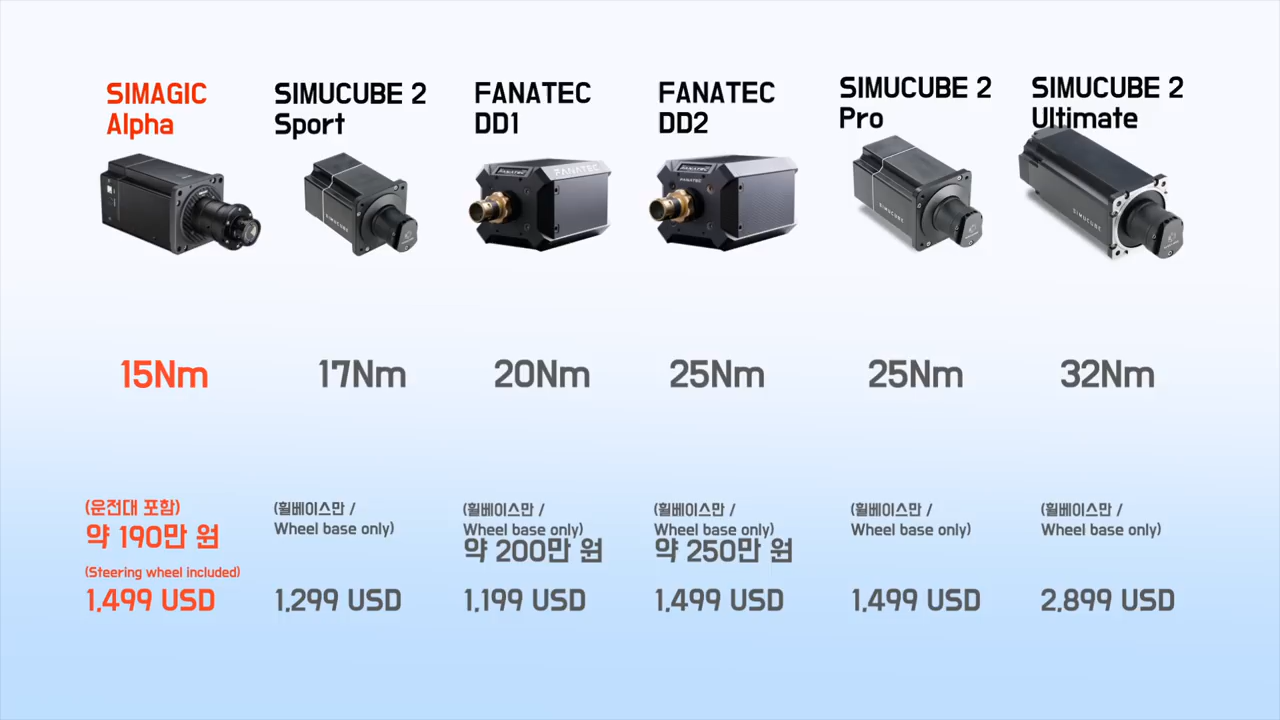 SIMAGIC
Alpha
SIMUCUBE 2
Sport
FANATEC
DD1
FANATEC
DD2
SIMUCUBE 2
Pro
SIMUCUBE 2
Ultimate
SIMUCUBE
FANATEC
FANATEC
FANATEC
FANATEC
SIMUCUBE
SIMUCUBE
15Nm
17Nm
20Nm
25Nm
25Nm
32Nm
(운전대 포함)
약 190만 원
(Steering wheel included)
1,499 USD
(휠베이스만 /
Wheel base only)
1,299 USD
(휠베이스만 /
Wheel base only)
약 200만 원
1,199 USD
(휠베이스만 /
Wheel base only)
약 250만 원
1,499 USD
(휠베이스만 /
Wheel base only)
1,499 USD
(휠베이스만 /
Wheel base only)
2,899 USD